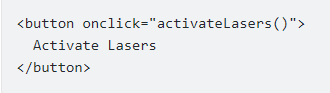 <button onclick="activateLasers()">
  Activate Lasers
</button>